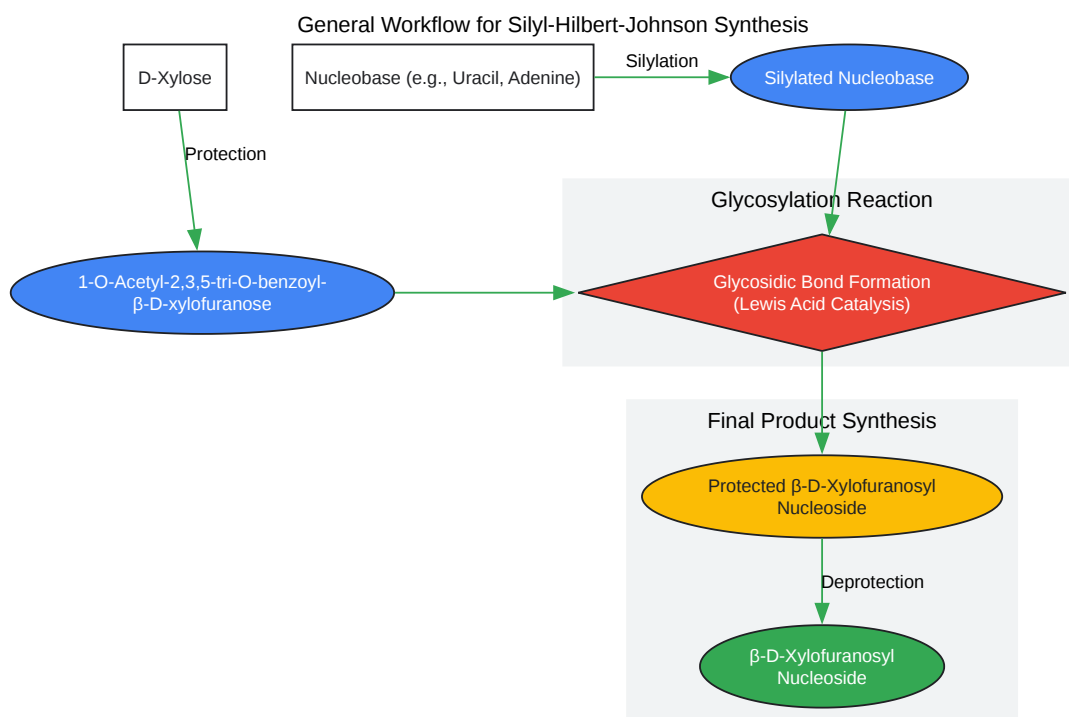 General Workflow for Silyl-Hilbert-Johnson Synthesis
D-Xylose
Nucleobase (e.g., Uracil, Adenine)
Silylation
Silylated Nucleobase
Protection
Glycosylation Reaction
1-O-Acetyl-2,3,5-tri-O-benzoyl-
β-D-xylofuranose
Glycosidic Bond Formation
(Lewis Acid Catalysis)
Final Product Synthesis
Protected β-D-Xylofuranosyl
Nucleoside
Deprotection
β-D-Xylofuranosyl
Nucleoside